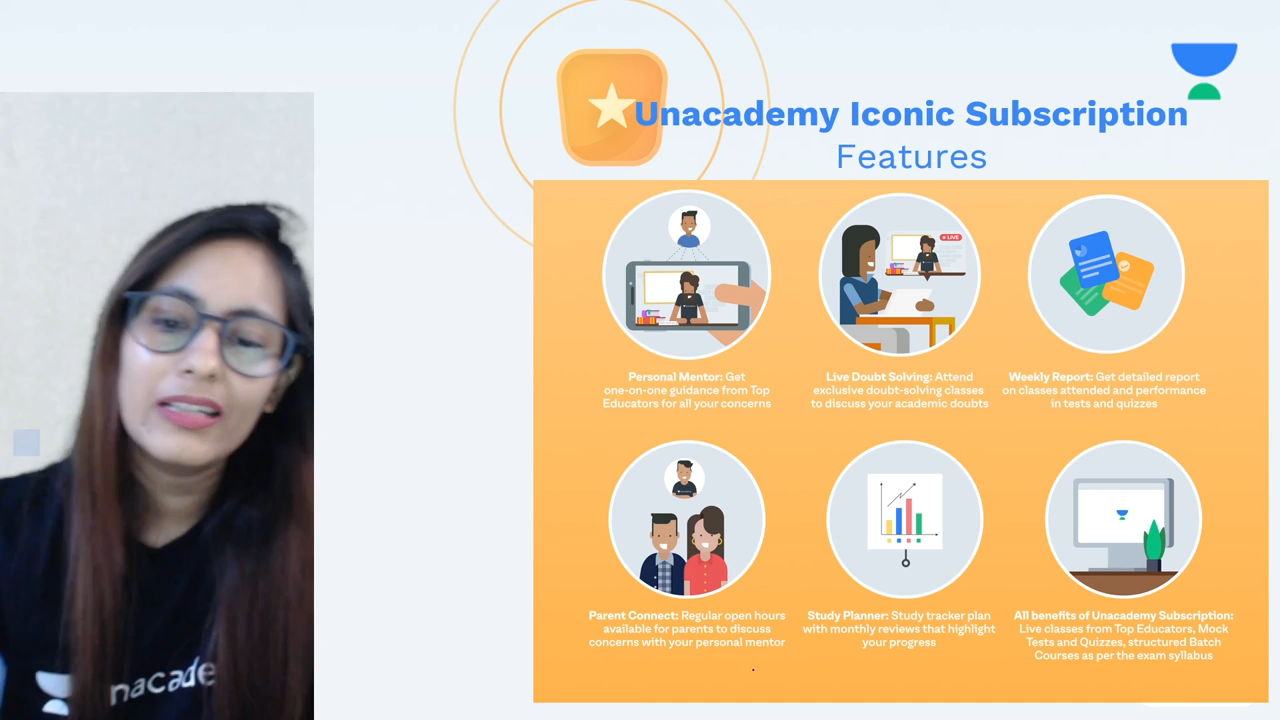 Unacademy Iconic Subscription
Features
LIVE
Personal Mentor: Get
one-on-one guidance from Top
Educators for all your concerns
Live Doubt Solving: Attend
exclusive doubt-solving classes
to discuss your academic doubts
Weekly Report: Get detailed report
on classes attended and performance
in tests and quizzes
Parent Connect: Regular open hours
available for parents to discuss
concerns with your personal mentor
Study Planner: Study tracker plan
with monthly reviews that highlight
your progress
All benefits of Unacademy Subscription:
Live classes from Top Educators, Mock
Tests and Quizzes, structured Batch
Courses as per the exam syllabus
nacade